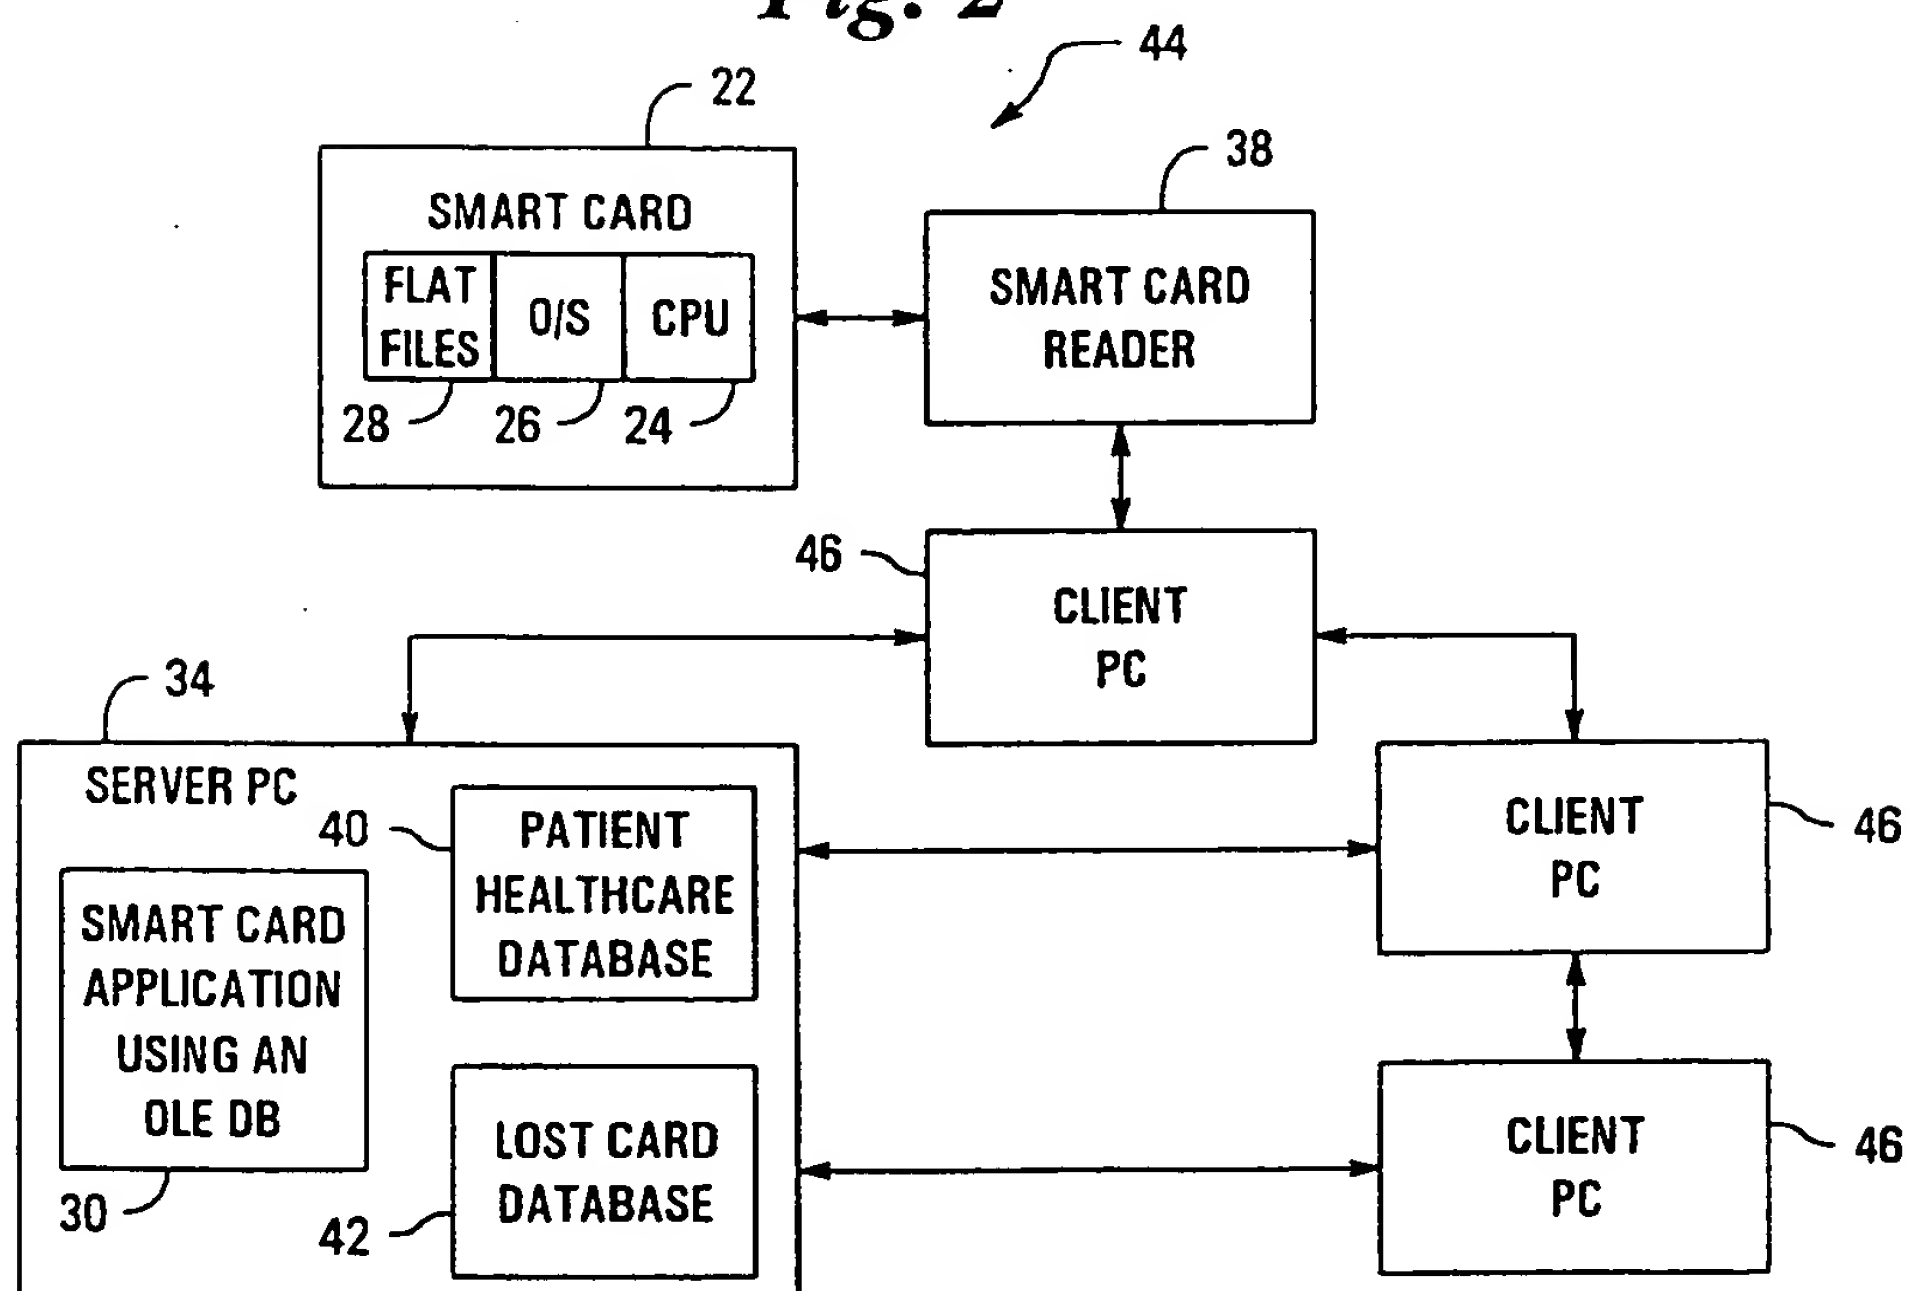 Fig. 2
44
22
38
SMART CARD
FLAT
FILES
O/S
CPU
28
26
24
SMART CARD
READER
46
CLIENT
PC
34
SERVER PC
40
PATIENT
HEALTHCARE
DATABASE
SMART CARD
APPLICATION
USING AN
OLE DB
30
LOST CARD
DATABASE
42
CLIENT
PC
46
CLIENT
PC
46